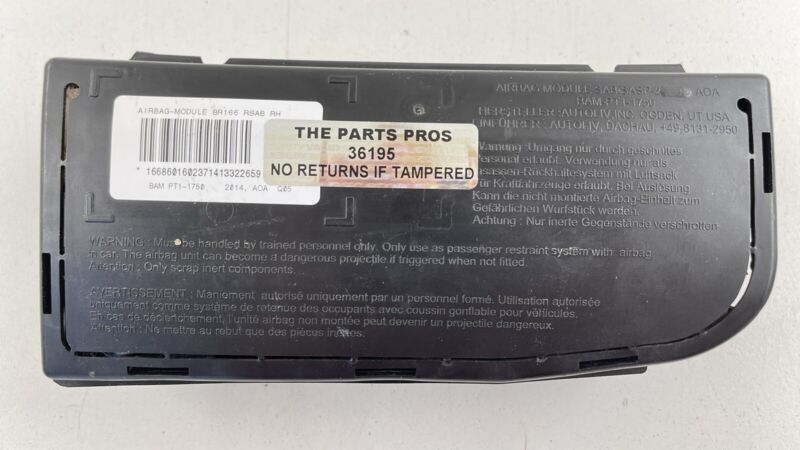 AIRBAG-MODULE BR166 RSAB RH
* 1668601602371413322659
BAM PT1-1750 2014, AOA Q05
THE PARTS PROS
36195
NO RETURNS IF TAMPERED
AIRBAG MODULE AOA
BAM-PT1-1750
HERSTELLER : AUTOLIV INC. OGDEN, UT USA
EINFÜHRER : AUTOLIV, DACHAU, +49-8131-2950
Warnung :Umgang nur durch geschultes
Personal erlaubt. Verwendung nur als
Insassen-Rückhaltesystem mit Luftsack
für Kraftfahrzeuge erlaubt. Bei Auslösung
Kann die nicht montierte Airbag-Einheit zum
Gefährlichen Wurfstück werden.
Achtung : Nur inerte Gegenstände verschrotten
WARNING : Must be handled by trained personnel only. Only use as passenger restraint system with airbag
in car. The airbag unit can become a dangerous projectile if triggered when not fitted.
Attention : Only scrap inert components.
AVERTISSEMENT : Maniement autorisé uniquement par un personnel formé. Utilisation autorisée
uniquement comme système de retenue des occupants avec coussin gonflable pour véhicules.
En cas de déclenchement, l'unité airbag non montée peut devenir un projectile dangereux.
Attention : Ne mettre au rebut que des pièces inertes.